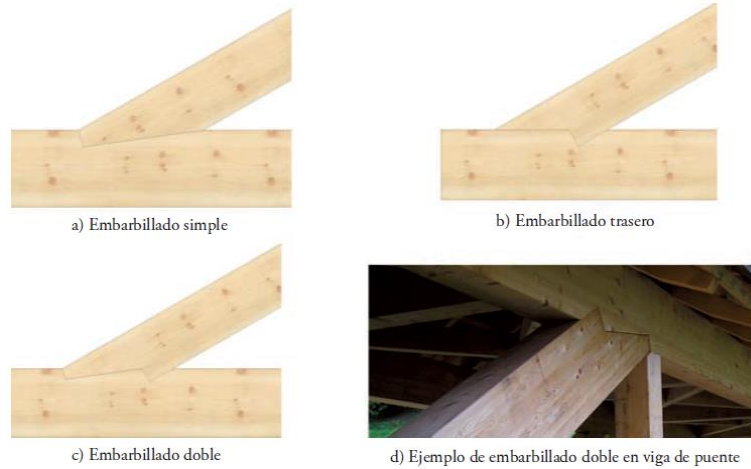 a) Embarbillado simple
b) Embarbillado trasero
c) Embarbillado doble
d) Ejemplo de embarbillado doble en viga de puente